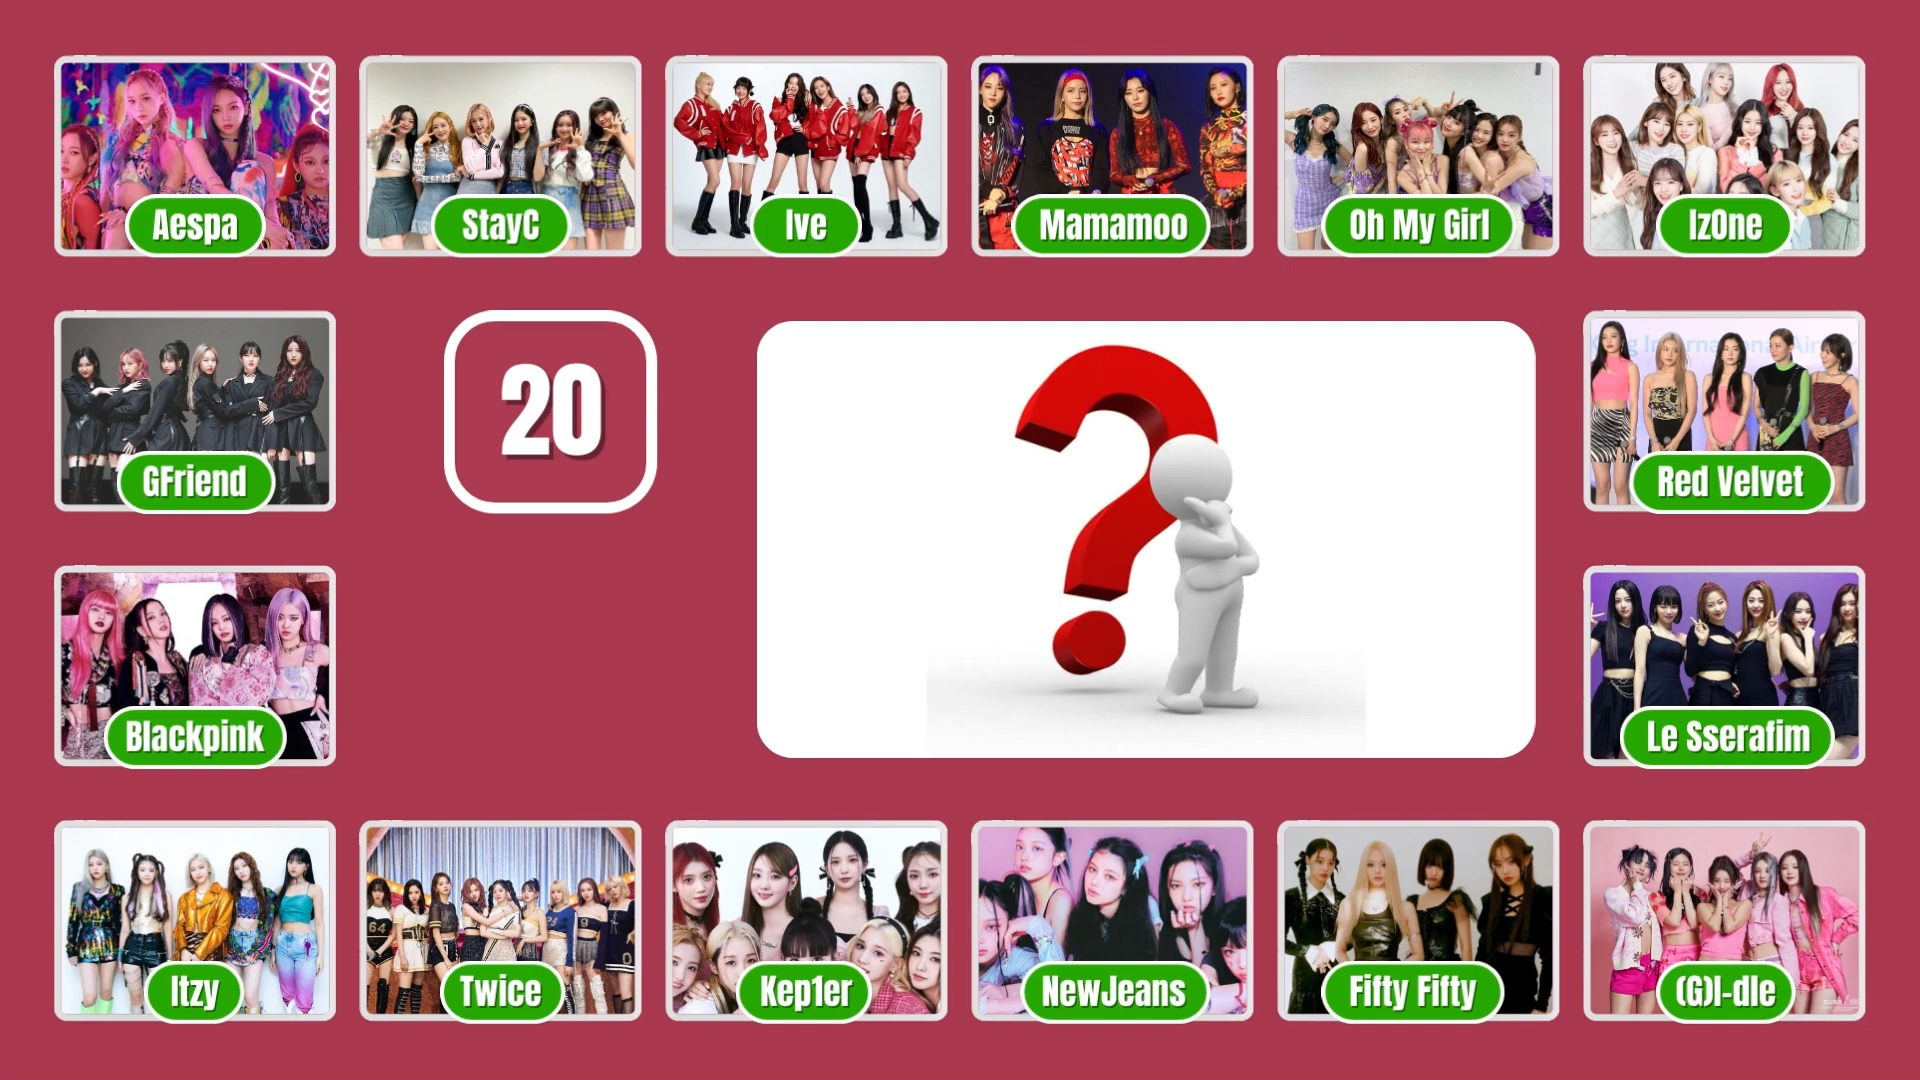 Aespa
StayC
Ive
Mamamoo
Oh My Girl
IzOne
GFriend
20
Red Velvet
Blackpink
Le Sserafim
Itzy
Twice
Kep1er
NewJeans
Fifty Fifty
(G)I-dle